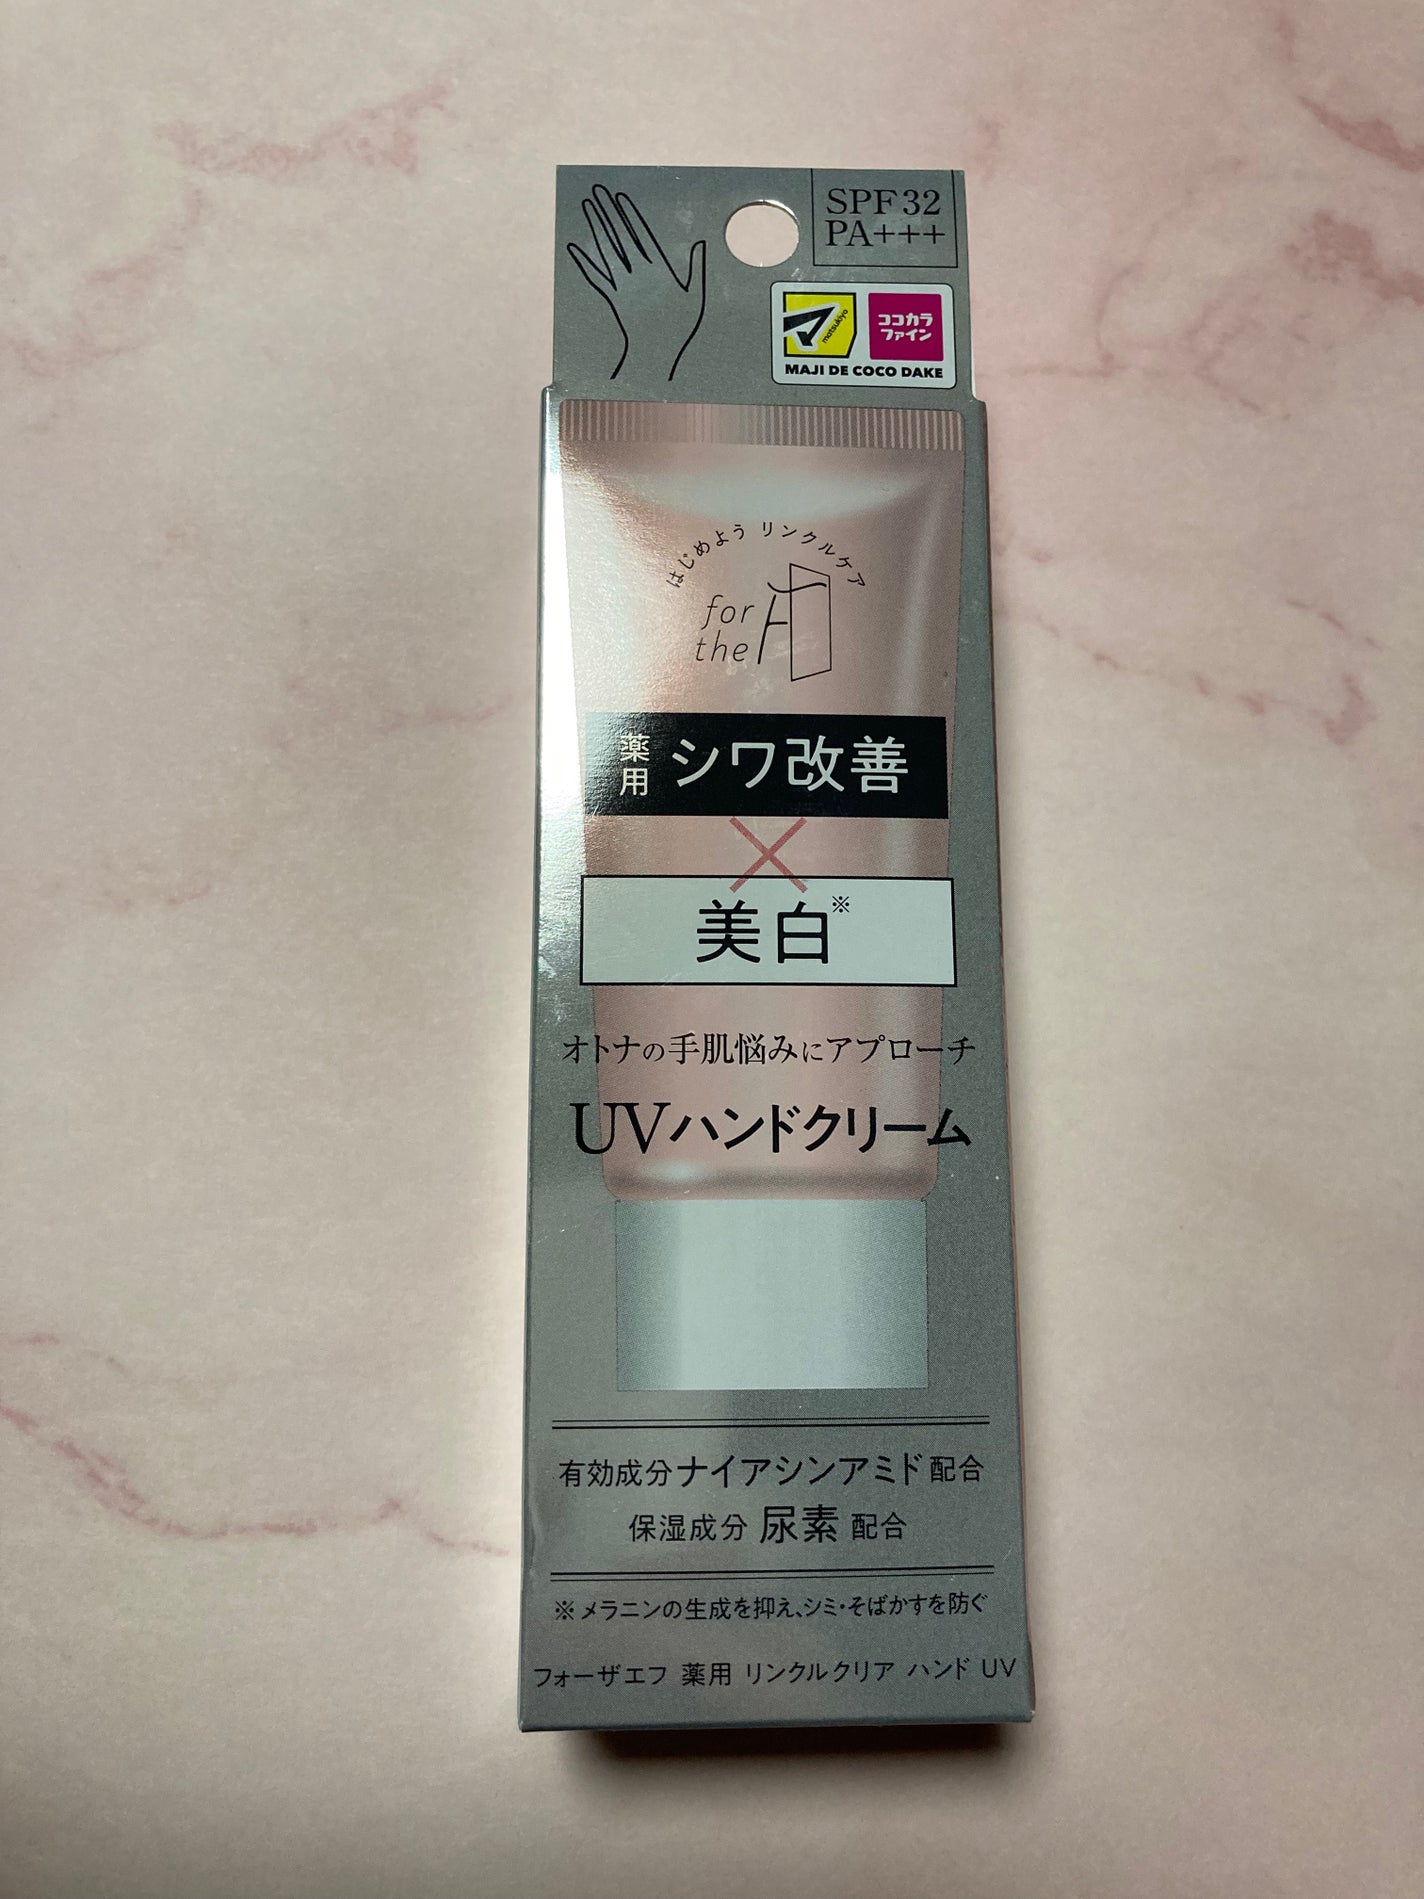 SPF32
PA+++
matsukiyo
ココカラ
ファイン
MAJI DE COCO DAKE
はじめよう リンクルケア
for
the F
薬用 シワ改善
×
美白※
オトナの手肌悩みにアプローチ
UVハンドクリーム
有効成分ナイアシンアミド配合
保湿成分 尿素 配合
※メラニンの生成を抑え、シミ・そばかすを防ぐ
フォーザエフ 薬用 リンクルクリア ハンド UV